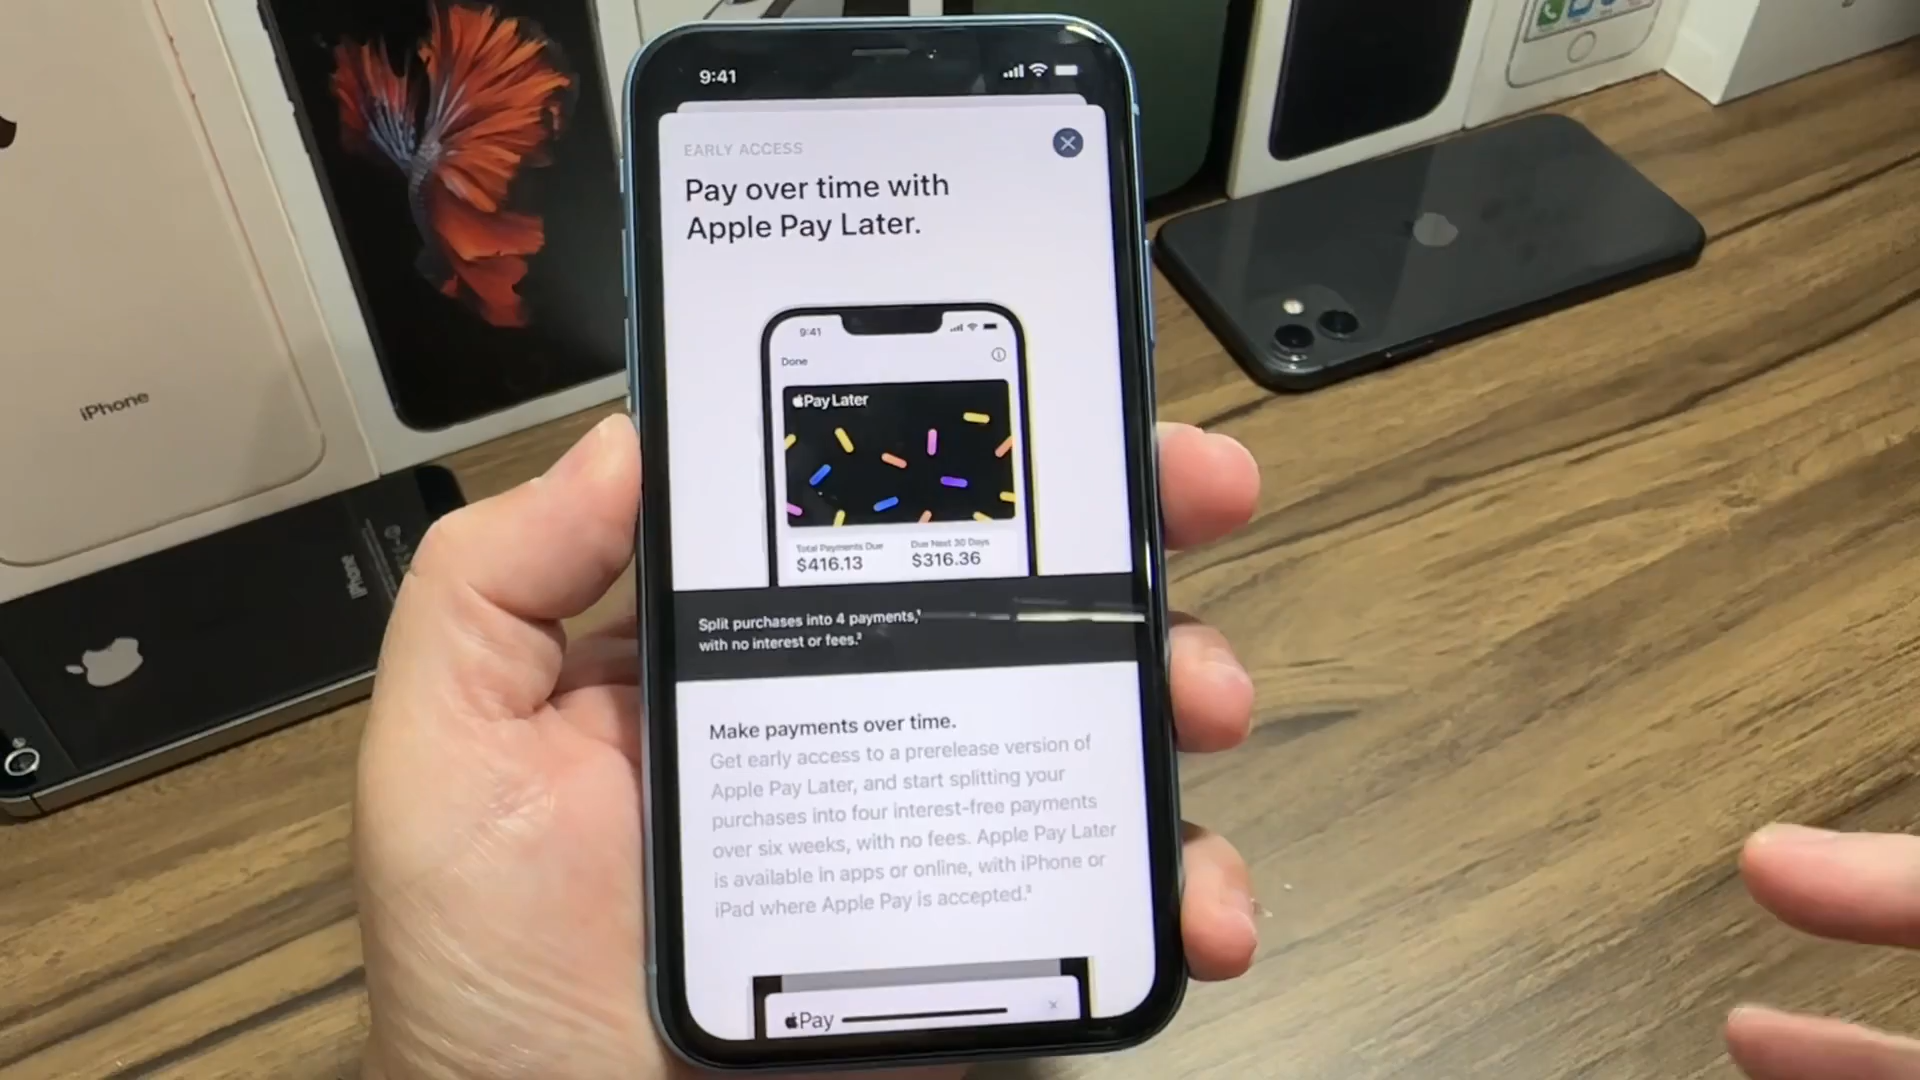 9:41
EARLY ACCESS
Pay over time with
Apple Pay Later.
9:41
Done
Pay Later
Total Payments Due
$416.13
Due Next 30 Days
$316.36
Split purchases into 4 payments,¹
with no interest or fees.²
Make payments over time.
Get early access to a prerelease version of
Apple Pay Later, and start splitting your
purchases into four interest-free payments
over six weeks, with no fees. Apple Pay Later
is available in apps or online, with iPhone or
iPad where Apple Pay is accepted.³
Pay
iPhone
iPhone